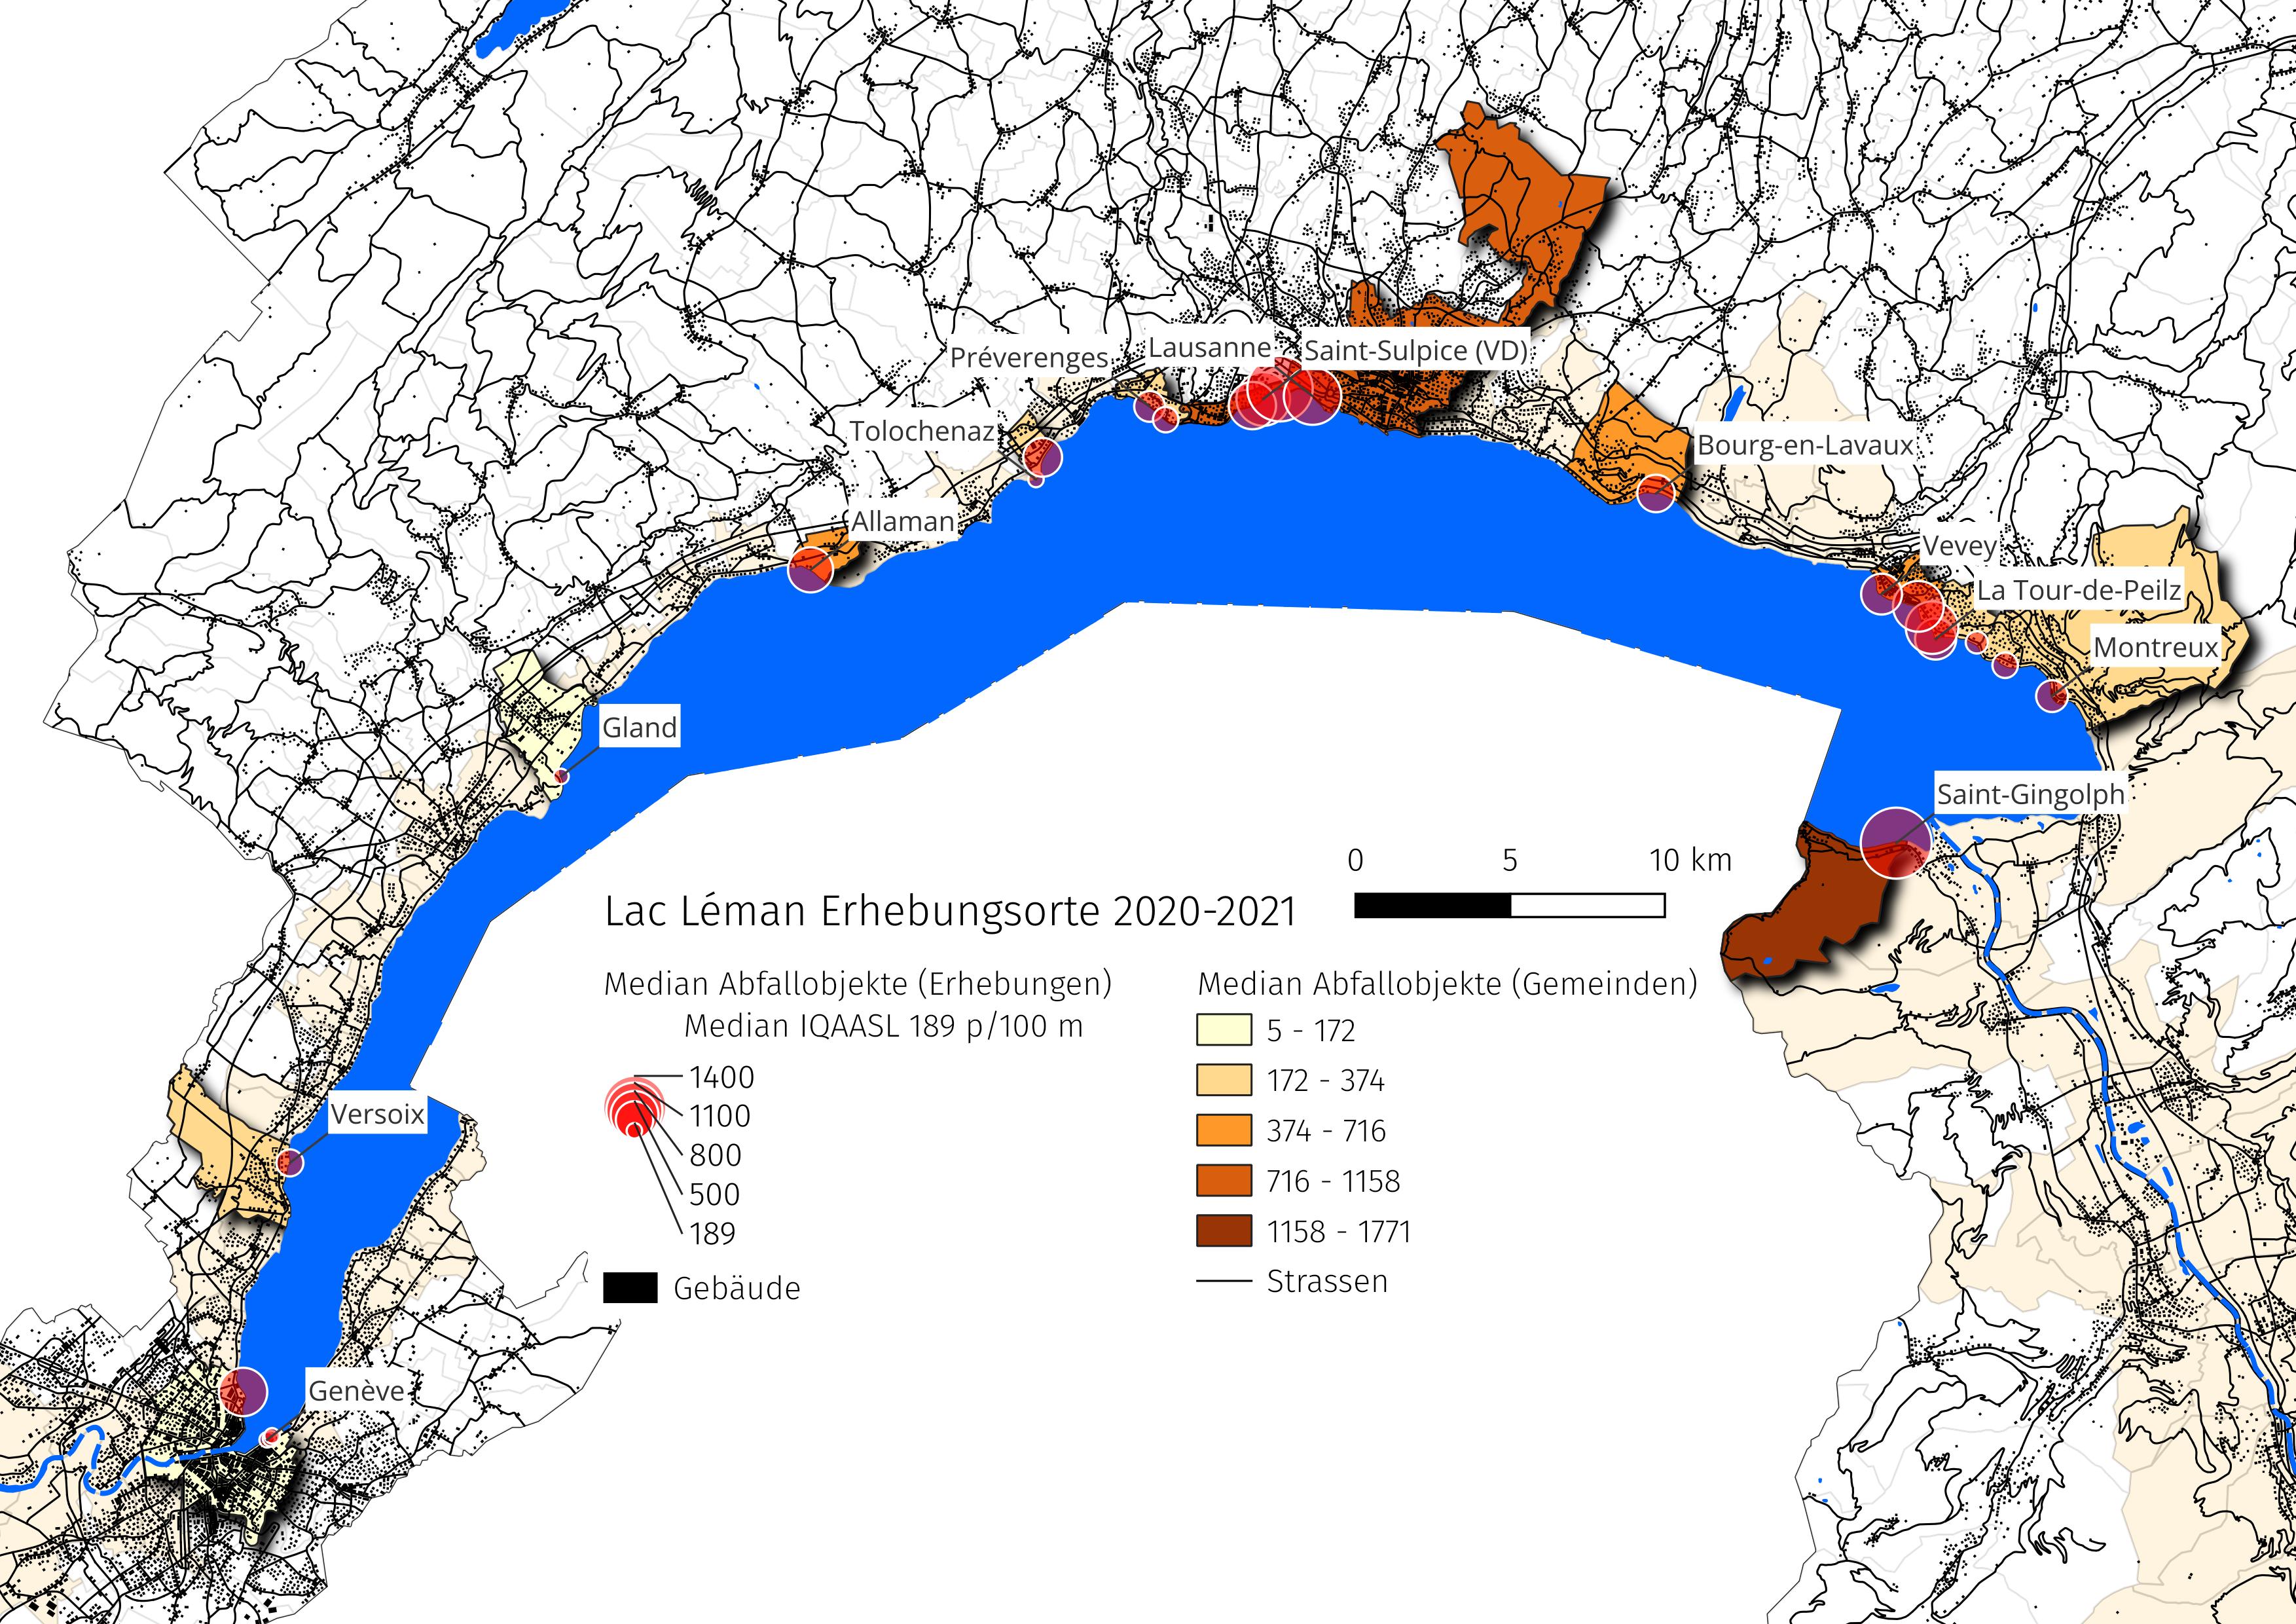 Préverenges
Lausanne
Saint-Sulpice (VD)
Tolochenaz
Bourg-en-Lavaux
Allaman
Vevey
La Tour-de-Peilz
Montreux
Gland
Saint-Gingolph
0 5 10 km
Lac Léman Erhebungsorte 2020-2021
Median Abfallobjekte (Erhebungen)
Median IQAASL 189 p/100 m
1400
1100
800
500
189
Gebäude
Median Abfallobjekte (Gemeinden)
5 - 172
172 - 374
374 - 716
716 - 1158
1158 - 1771
Strassen
Versoix
Genève